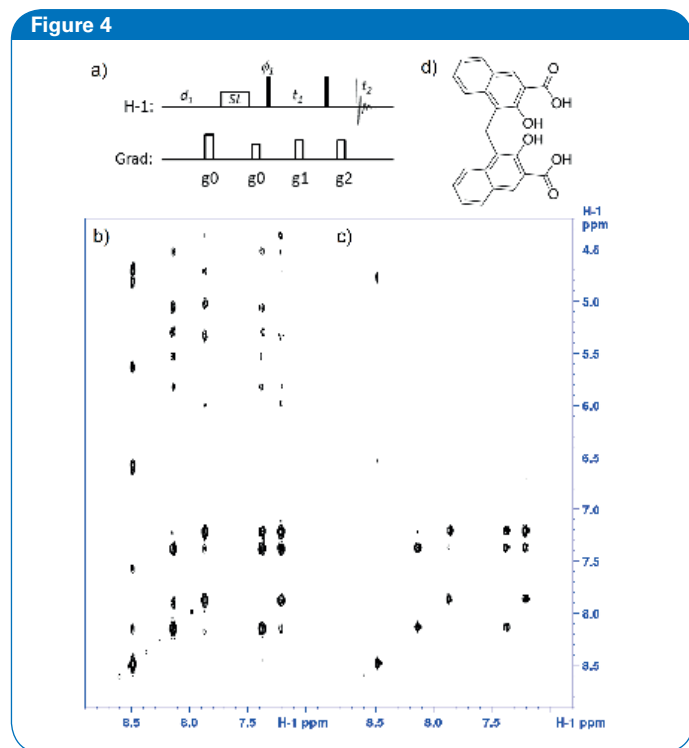 Figure 4
a)
ϕ1
d1
SL
t1
t2
H-1:
Grad:
g0 g0 g1 g2
d)
O
OH
OH
OH
OH
O
b)
c)
H-1
ppm
4.5
5.0
5.5
6.0
6.5
7.0
7.5
8.0
8.5
8.5 8.0 7.5 H-1 ppm
8.5 8.0 7.5 H-1 ppm